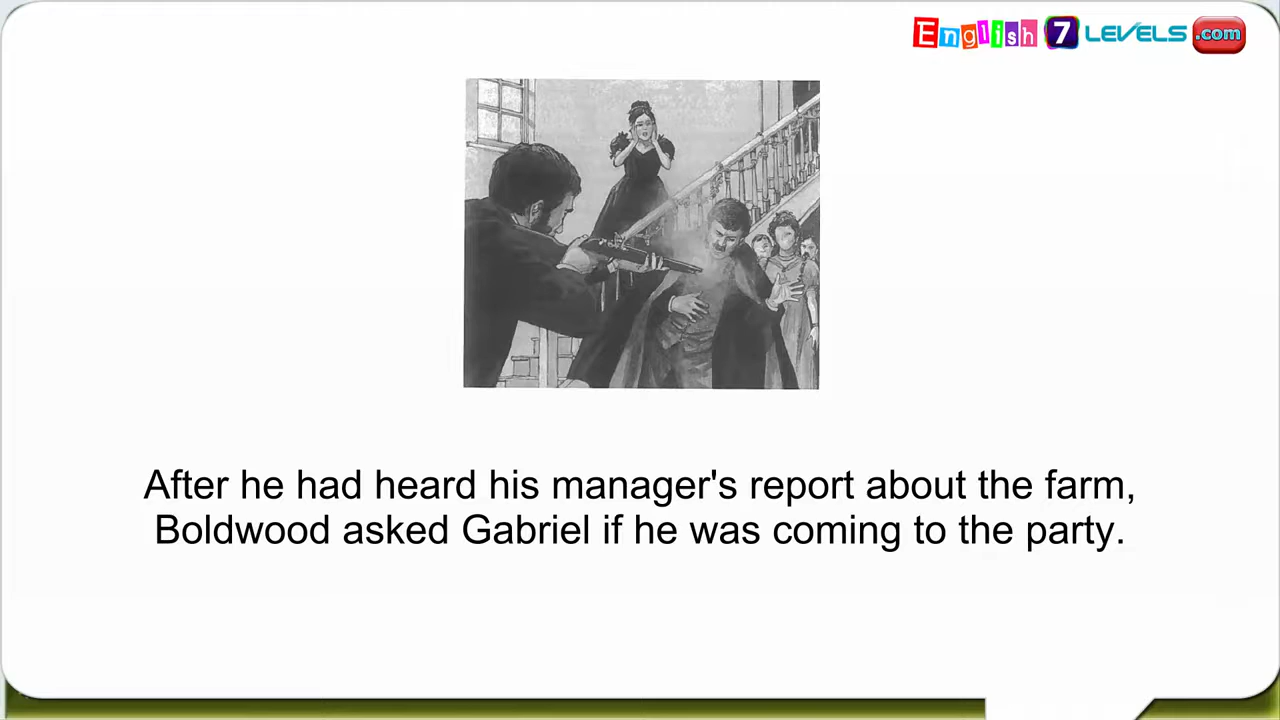 English 7 LEVELS .com
After he had heard his manager's report about the farm,
Boldwood asked Gabriel if he was coming to the party.